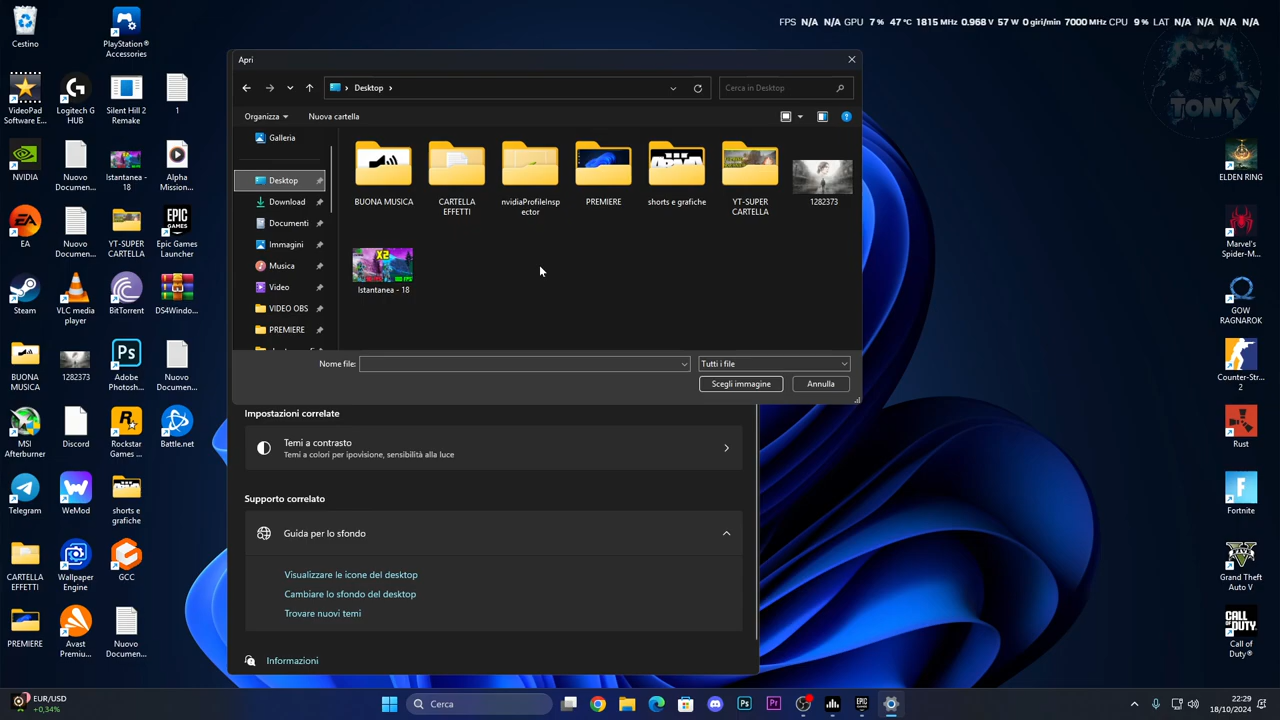 FPS N/A N/A GPU 7 % 47 °C 1815 MHz 0.968 V 57 W 0 giri/min 7000 MHz CPU 9 % LAT N/A N/A N/A N/A
TONY
Cestino
PlayStation®
Accessories
VideoPad
Software E...
Logitech G
HUB
Silent Hill 2
Remake
1
NVIDIA
Nuovo
Documen...
Istantanea -
18
Alpha
Mission...
EA
Nuovo
Documen...
YT-SUPER
CARTELLA
Epic Games
Launcher
Steam
VLC media
player
BitTorrent
DS4Windo...
BUONA
MUSICA
1282373
Adobe
Photosh...
Nuovo
Documen...
MSI
Afterburner
Discord
Rockstar
Games ...
Battle.net
Telegram
WeMod
shorts e
grafiche
CARTELLA
EFFETTI
Wallpaper
Engine
GCC
PREMIERE
Avast
Premiu...
Nuovo
Documen...
Apri
Desktop
Cerca in Desktop
Organizza
Nuova cartella
Galleria
Desktop
Download
Documenti
Immagini
Musica
Video
VIDEO OBS
PREMIERE
BUONA MUSICA
CARTELLA
EFFETTI
nvidiaProfileInsp
ector
PREMIERE
shorts e grafiche
YT-SUPER
CARTELLA
1282373
X2
Istantanea - 18
Nome file:
Tutti i file
Scegli immagine
Annulla
Impostazioni correlate
Temi a contrasto
Temi a colori per ipovisione, sensibilità alla luce
Supporto correlato
Guida per lo sfondo
Visualizzare le icone del desktop
Cambiare lo sfondo del desktop
Trovare nuovi temi
Informazioni
ELDEN RING
Marvel's
Spider-M...
GOW
RAGNAROK
Counter-Str...
2
Rust
Fortnite
Grand Theft
Auto V
Call of
Duty®
EUR/USD
+0,34%
Cerca
22:29
18/10/2024